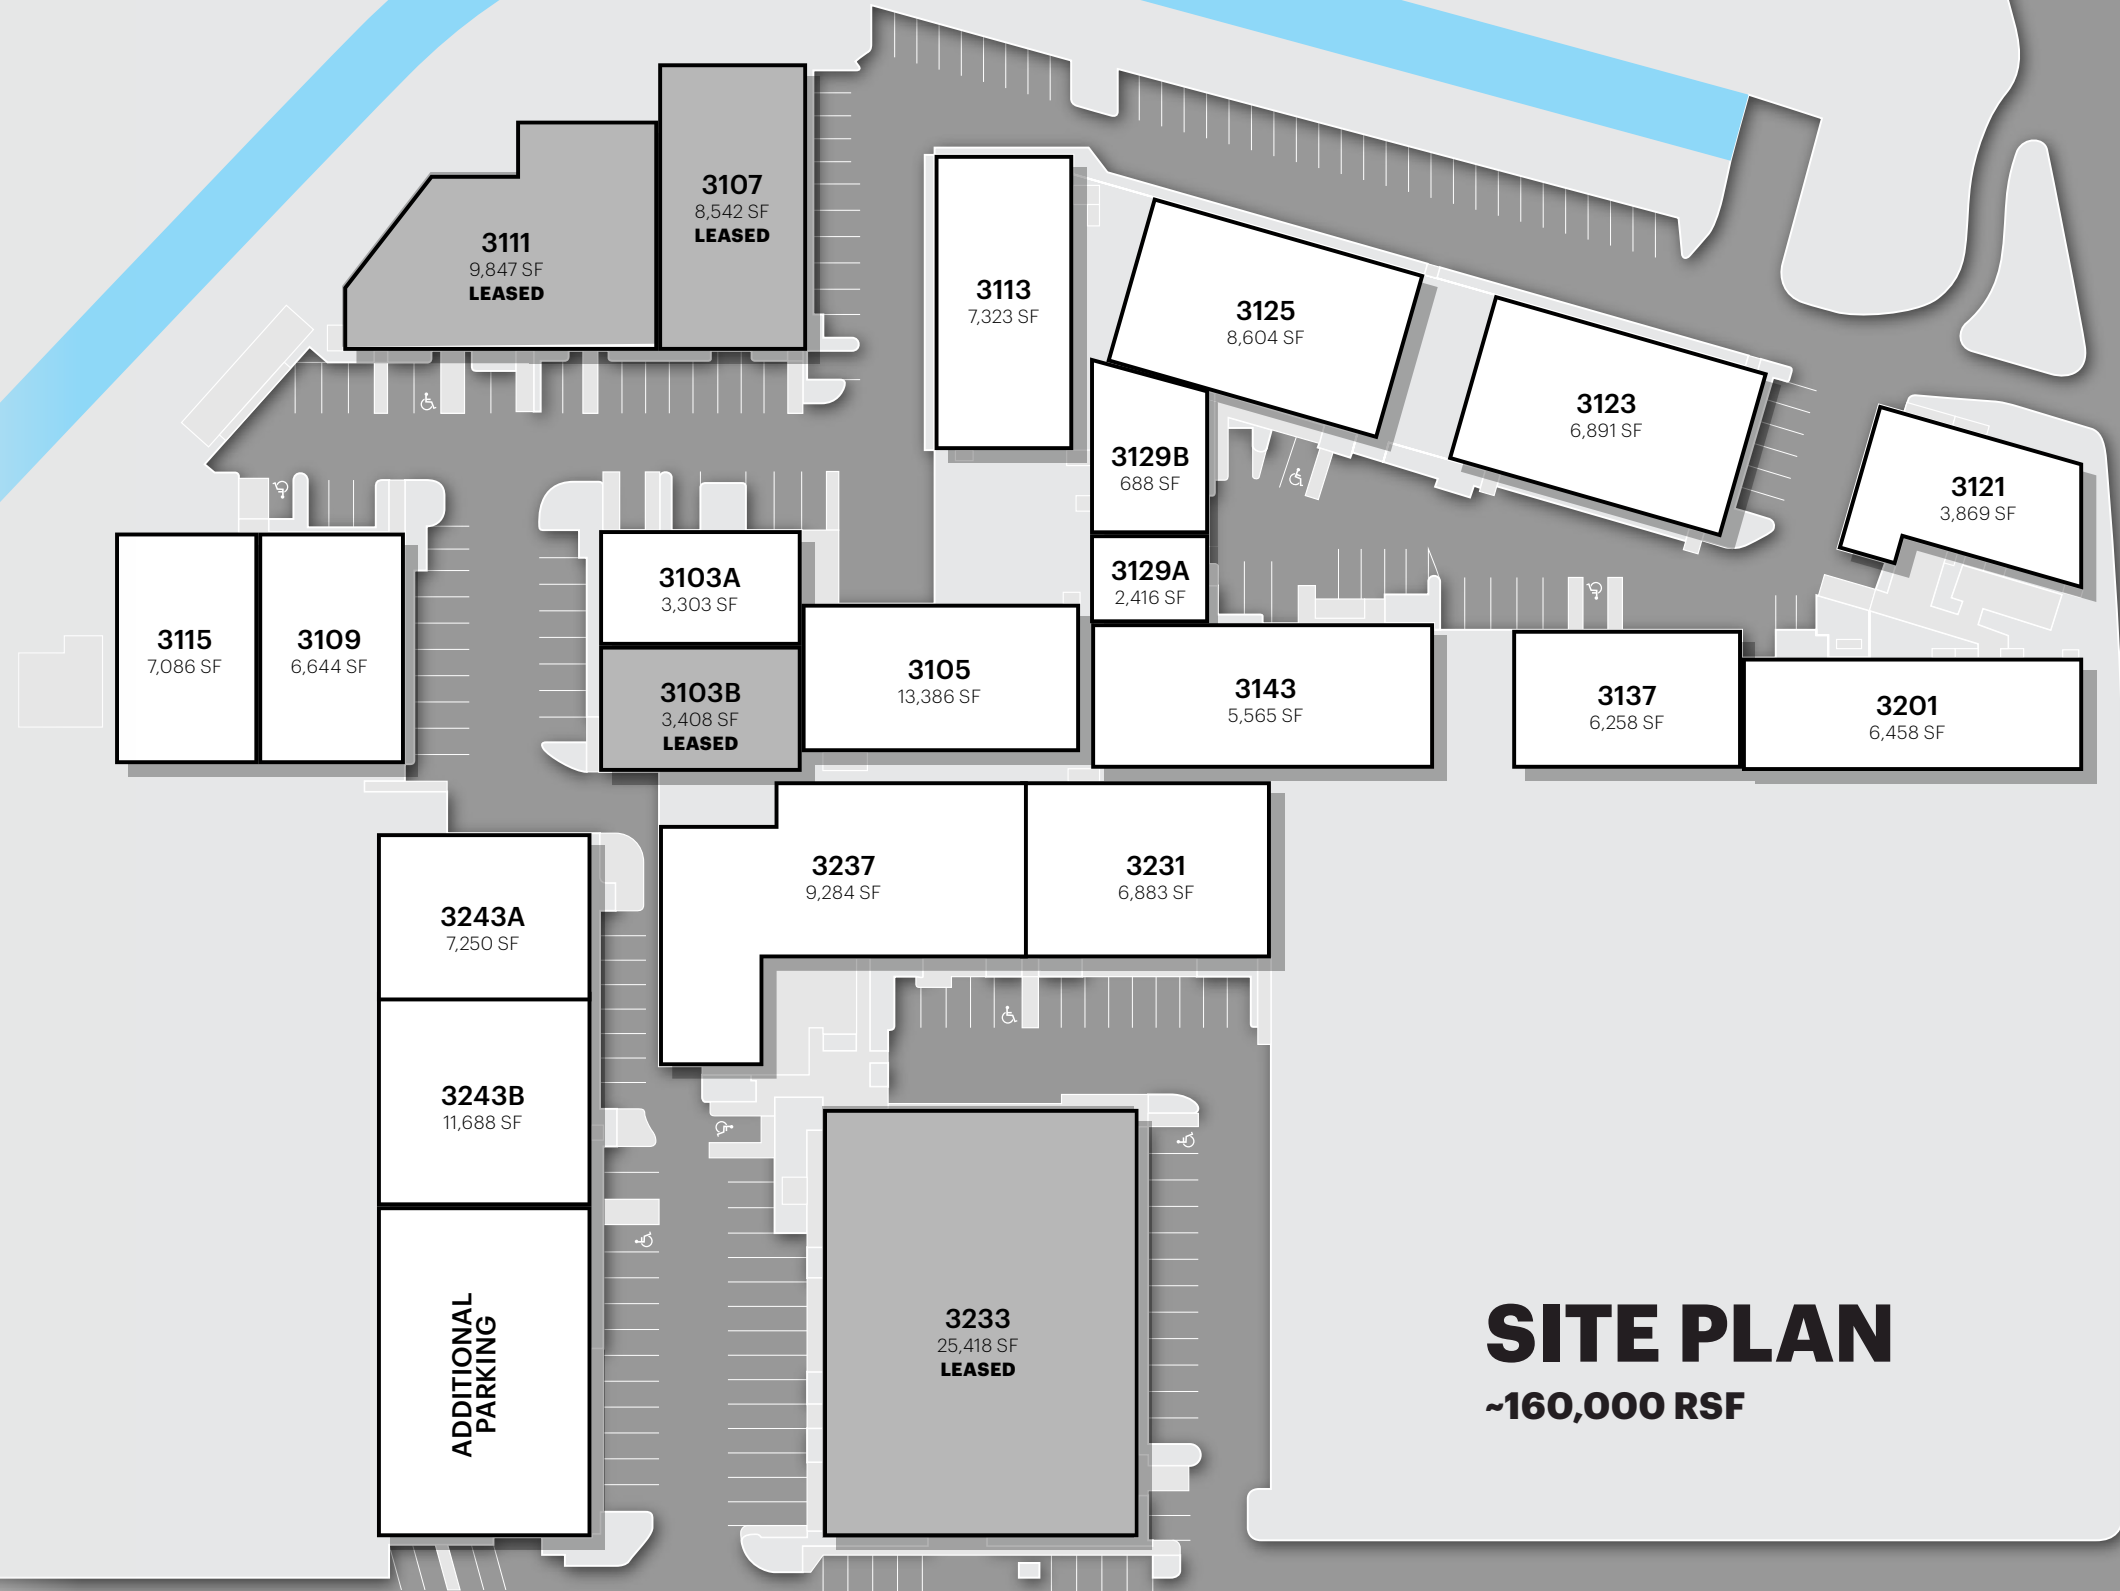 3107
8,542 SF
LEASED
3111
9,847 SF
LEASED
3113
7,323 SF
3125
8,604 SF
3123
6,891 SF
3129B
688 SF
3121
3,869 SF
3129A
2,416 SF
3103A
3,303 SF
3115
7,086 SF
3109
6,644 SF
3103B
3,408 SF
LEASED
3105
13,386 SF
3143
5,565 SF
3137
6,258 SF
3201
6,458 SF
3237
9,284 SF
3231
6,883 SF
3243A
7,250 SF
3243B
11,688 SF
ADDITIONAL
PARKING
3233
25,418 SF
LEASED
SITE PLAN
~160,000 RSF